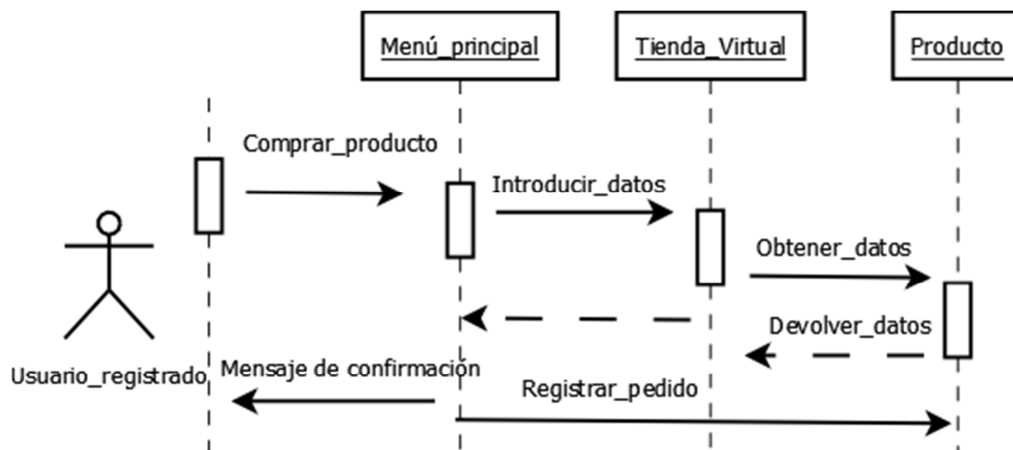 Menú_principal
Tienda_Virtual
Producto
Comprar_producto
Introducir_datos
Obtener_datos
Devolver_datos
Usuario_registrado
Mensaje de confirmación
Registrar_pedido